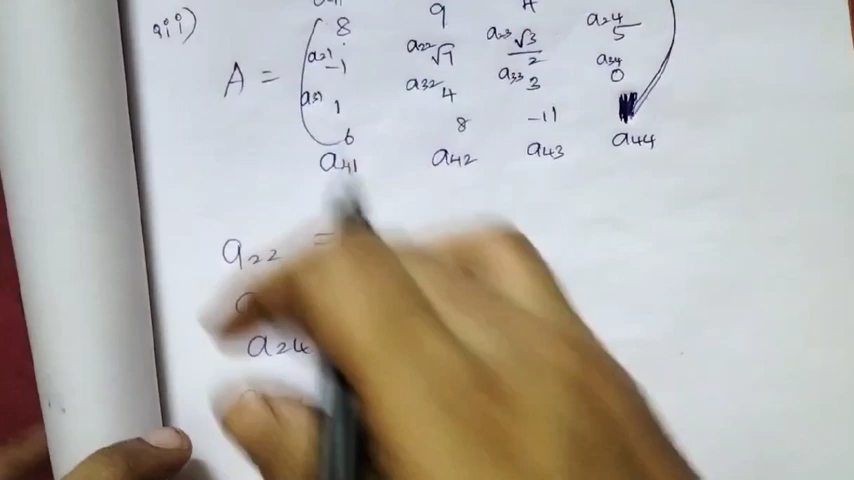 9 4
qii)
8 a24 5
A = a21 -1 a22 √7 a23 √3/2
a31 1 a32 4 a33 3 a34 0
6 8 -11
a41 a42 a43 a44
a22 =
a24